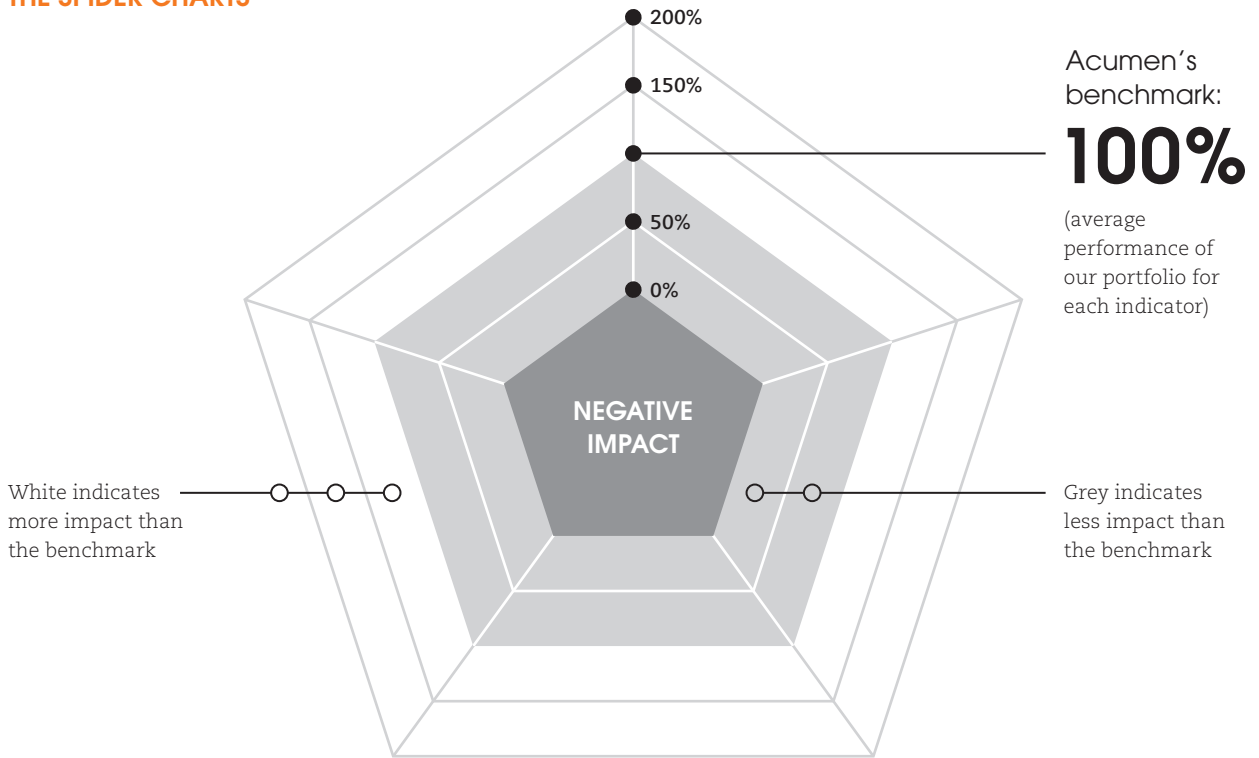 THE SPIDER CHARTS
200%
150%
50%
0%
Acumen's
benchmark:
100%
(average
performance of
our portfolio for
each indicator)
NEGATIVE
IMPACT
White indicates
more impact than
the benchmark
Grey indicates
less impact than
the benchmark